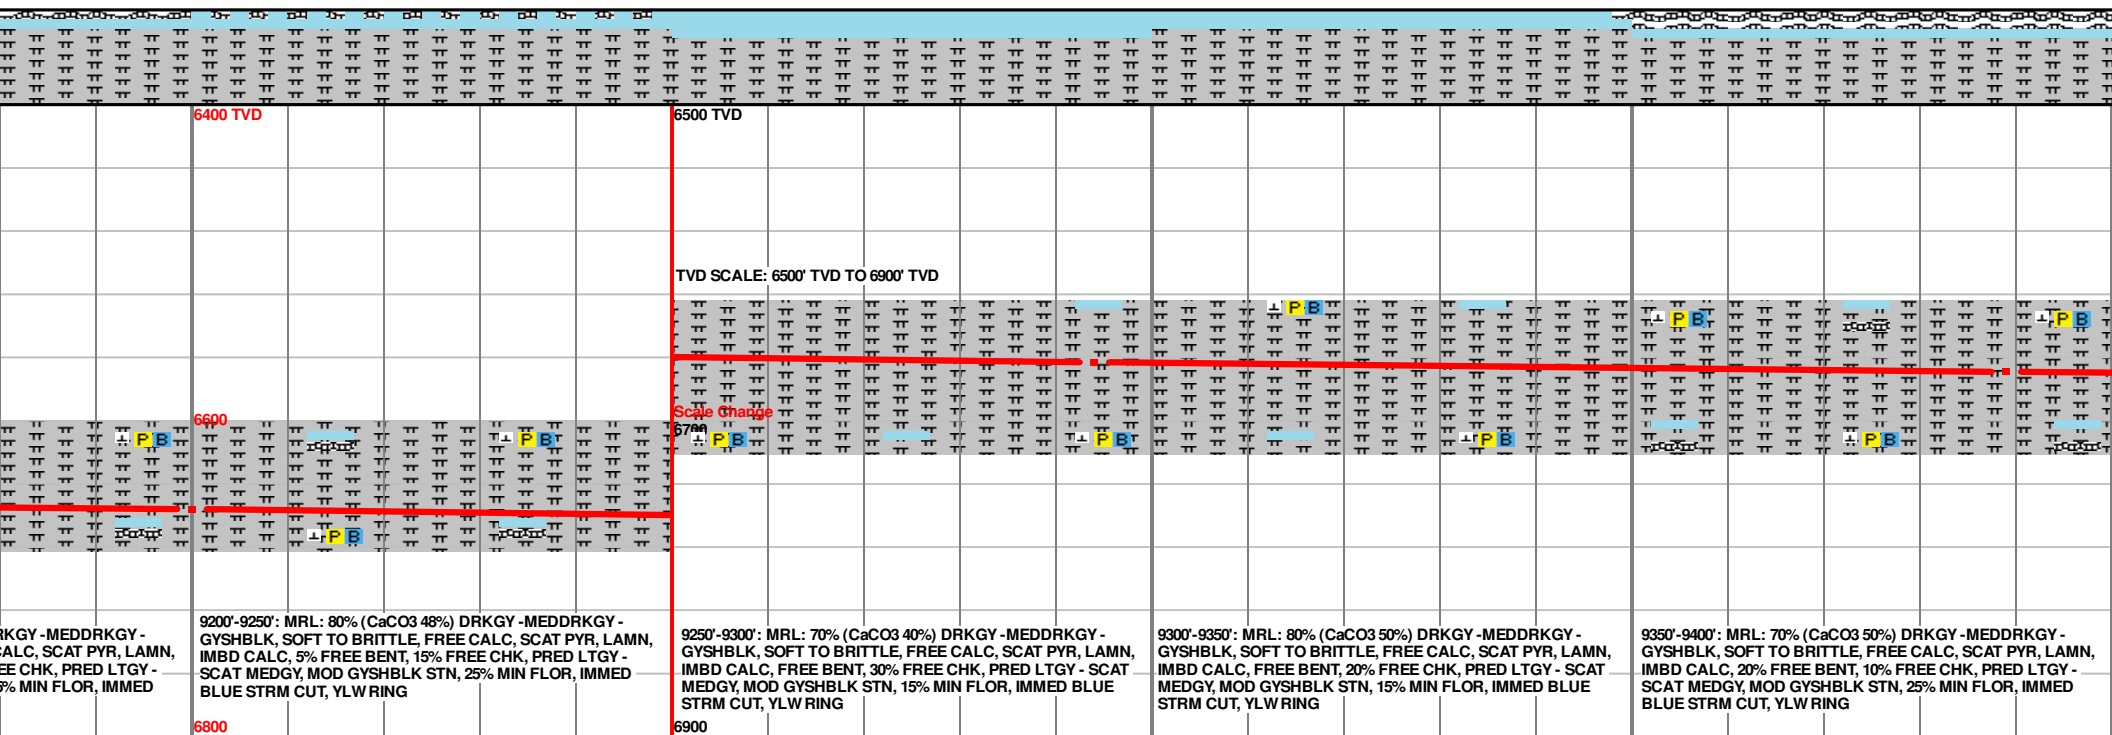 6400 TVD
6500 TVD
TVD SCALE: 6500' TVD TO 6900' TVD
P B
P B
P B
P B
Scale Change
6600
6700
P B
P B
P B
P B
P B
P B
P B
RKGY -MEDDRKGY -
CALC, SCAT PYR, LAMN,
EE CHK, PRED LTGY -
5% MIN FLOR, IMMED
9200'-9250': MRL: 80% (CaCO3 48%) DRKGY -MEDDRKGY -
GYSHBLK, SOFT TO BRITTLE, FREE CALC, SCAT PYR, LAMN,
IMBD CALC, 5% FREE BENT, 15% FREE CHK, PRED LTGY -
SCAT MEDGY, MOD GYSHBLK STN, 25% MIN FLOR, IMMED
BLUE STRM CUT, YLW RING
9250'-9300': MRL: 70% (CaCO3 40%) DRKGY -MEDDRKGY -
GYSHBLK, SOFT TO BRITTLE, FREE CALC, SCAT PYR, LAMN,
IMBD CALC, FREE BENT, 30% FREE CHK, PRED LTGY - SCAT
MEDGY, MOD GYSHBLK STN, 15% MIN FLOR, IMMED BLUE
STRM CUT, YLW RING
9300'-9350': MRL: 80% (CaCO3 50%) DRKGY -MEDDRKGY -
GYSHBLK, SOFT TO BRITTLE, FREE CALC, SCAT PYR, LAMN,
IMBD CALC, FREE BENT, 20% FREE CHK, PRED LTGY - SCAT
MEDGY, MOD GYSHBLK STN, 15% MIN FLOR, IMMED BLUE
STRM CUT, YLW RING
9350'-9400': MRL: 70% (CaCO3 50%) DRKGY -MEDDRKGY -
GYSHBLK, SOFT TO BRITTLE, FREE CALC, SCAT PYR, LAMN,
IMBD CALC, 20% FREE BENT, 10% FREE CHK, PRED LTGY -
SCAT MEDGY, MOD GYSHBLK STN, 25% MIN FLOR, IMMED
BLUE STRM CUT, YLW RING
6800
6900